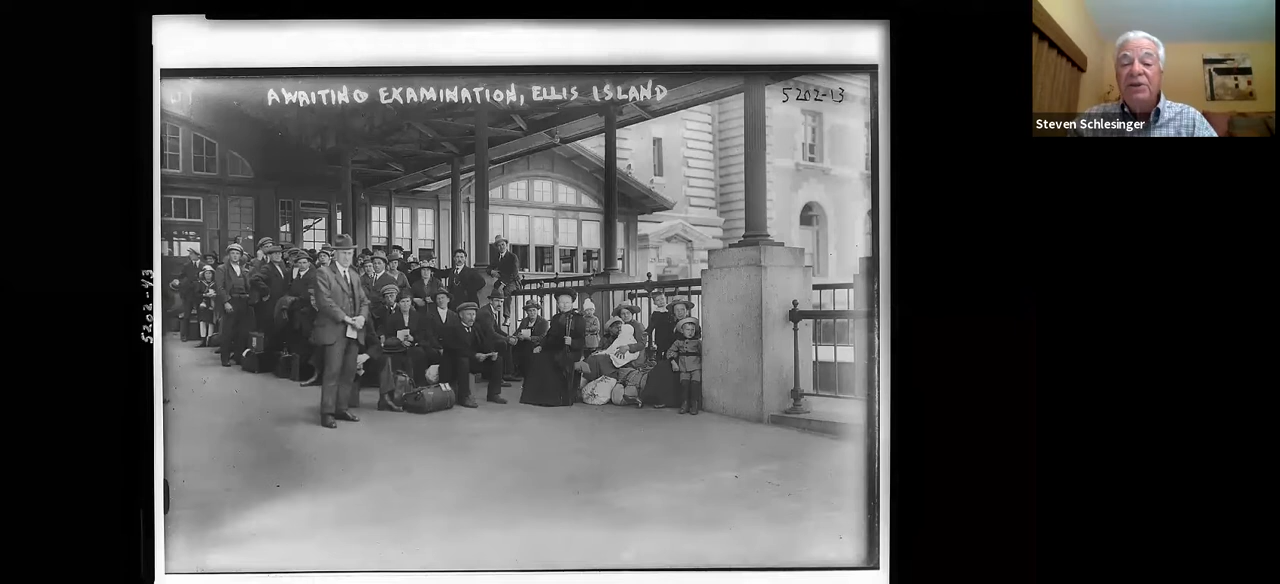 AWAITING EXAMINATION, ELLIS ISLAND
5202-13
5202-13
Steven Schlesinger